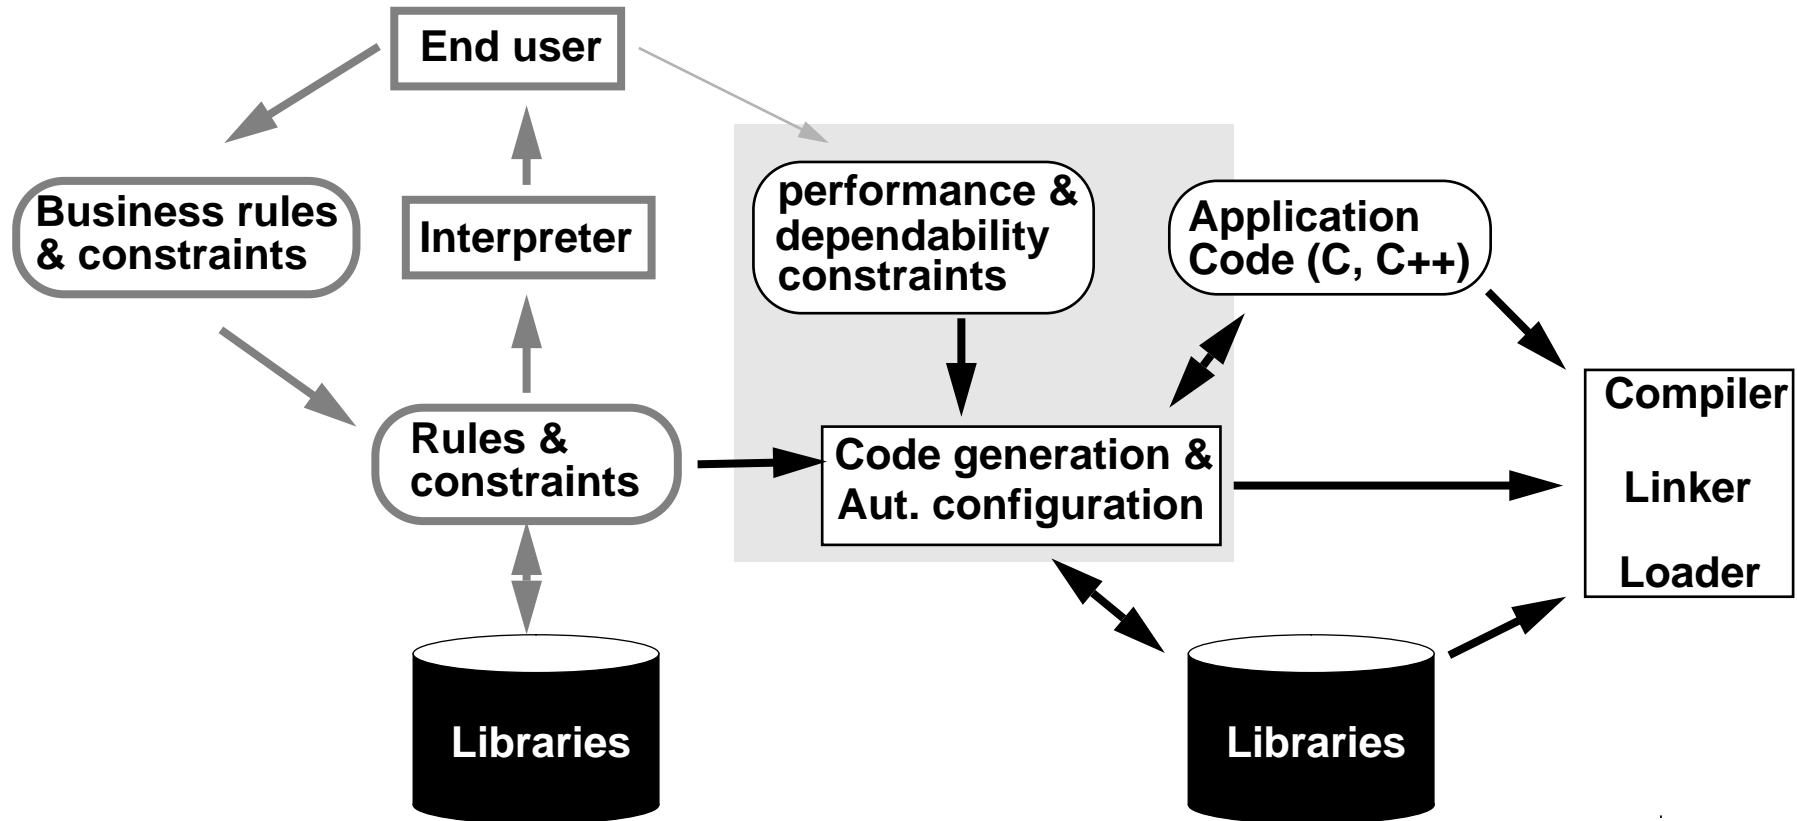 End user
Business rules
& constraints
Interpreter
performance &
dependability
constraints
Application
Code (C, C++)
Rules &
constraints
Code generation &
Aut. configuration
Compiler
Linker
Loader
Libraries
Libraries